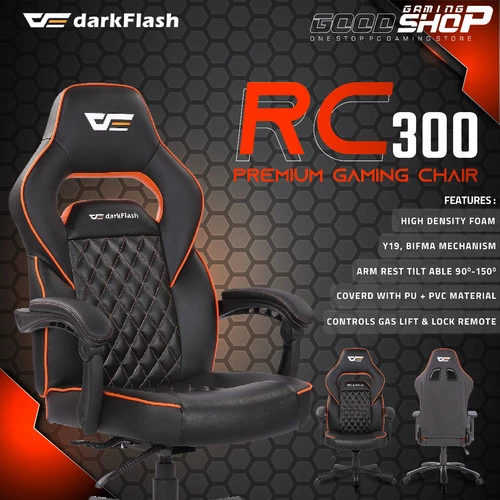 darkFlash
GAMING
GOOD SHOP
ONE STOP PC GAMING STORE
RC300
PREMIUM GAMING CHAIR
FEATURES :
HIGH DENSITY FOAM
Y19, BIFMA MECHANISM
ARM REST TILT ABLE 90°-150°
COVERD WITH PU + PVC MATERIAL
CONTROLS GAS LIFT & LOCK REMOTE
darkFlash